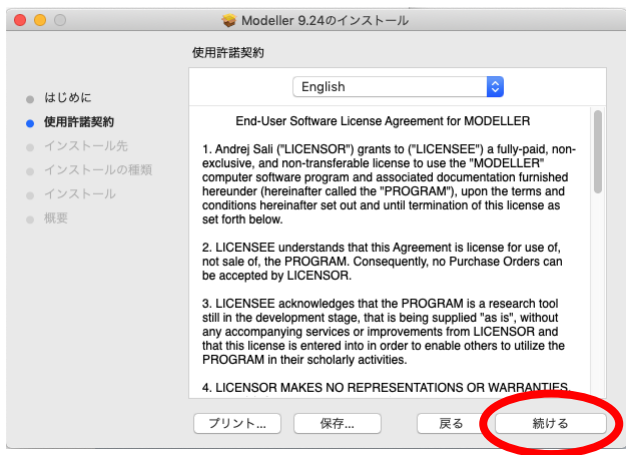 Modeller 9.24のインストール
使用許諾契約
English
はじめに
使用許諾契約
インストール先
インストールの種類
インストール
概要
End-User Software License Agreement for MODELLER
1. Andrej Sali ("LICENSOR") grants to ("LICENSEE") a fully-paid, non-
exclusive, and non-transferable license to use the "MODELLER"
computer software program and associated documentation furnished
hereunder (hereinafter called the "PROGRAM"), upon the terms and
conditions hereinafter set out and until termination of this license as
set forth below.
2. LICENSEE understands that this Agreement is license for use of,
not sale of, the PROGRAM. Consequently, no Purchase Orders can
be accepted by LICENSOR.
3. LICENSEE acknowledges that the PROGRAM is a research tool
still in the development stage, that is being supplied "as is", without
any accompanying services or improvements from LICENSOR and
that this license is entered into in order to enable others to utilize the
PROGRAM in their scholarly activities.
4. LICENSOR MAKES NO REPRESENTATIONS OR WARRANTIES,
プリント...
保存...
戻る
続ける